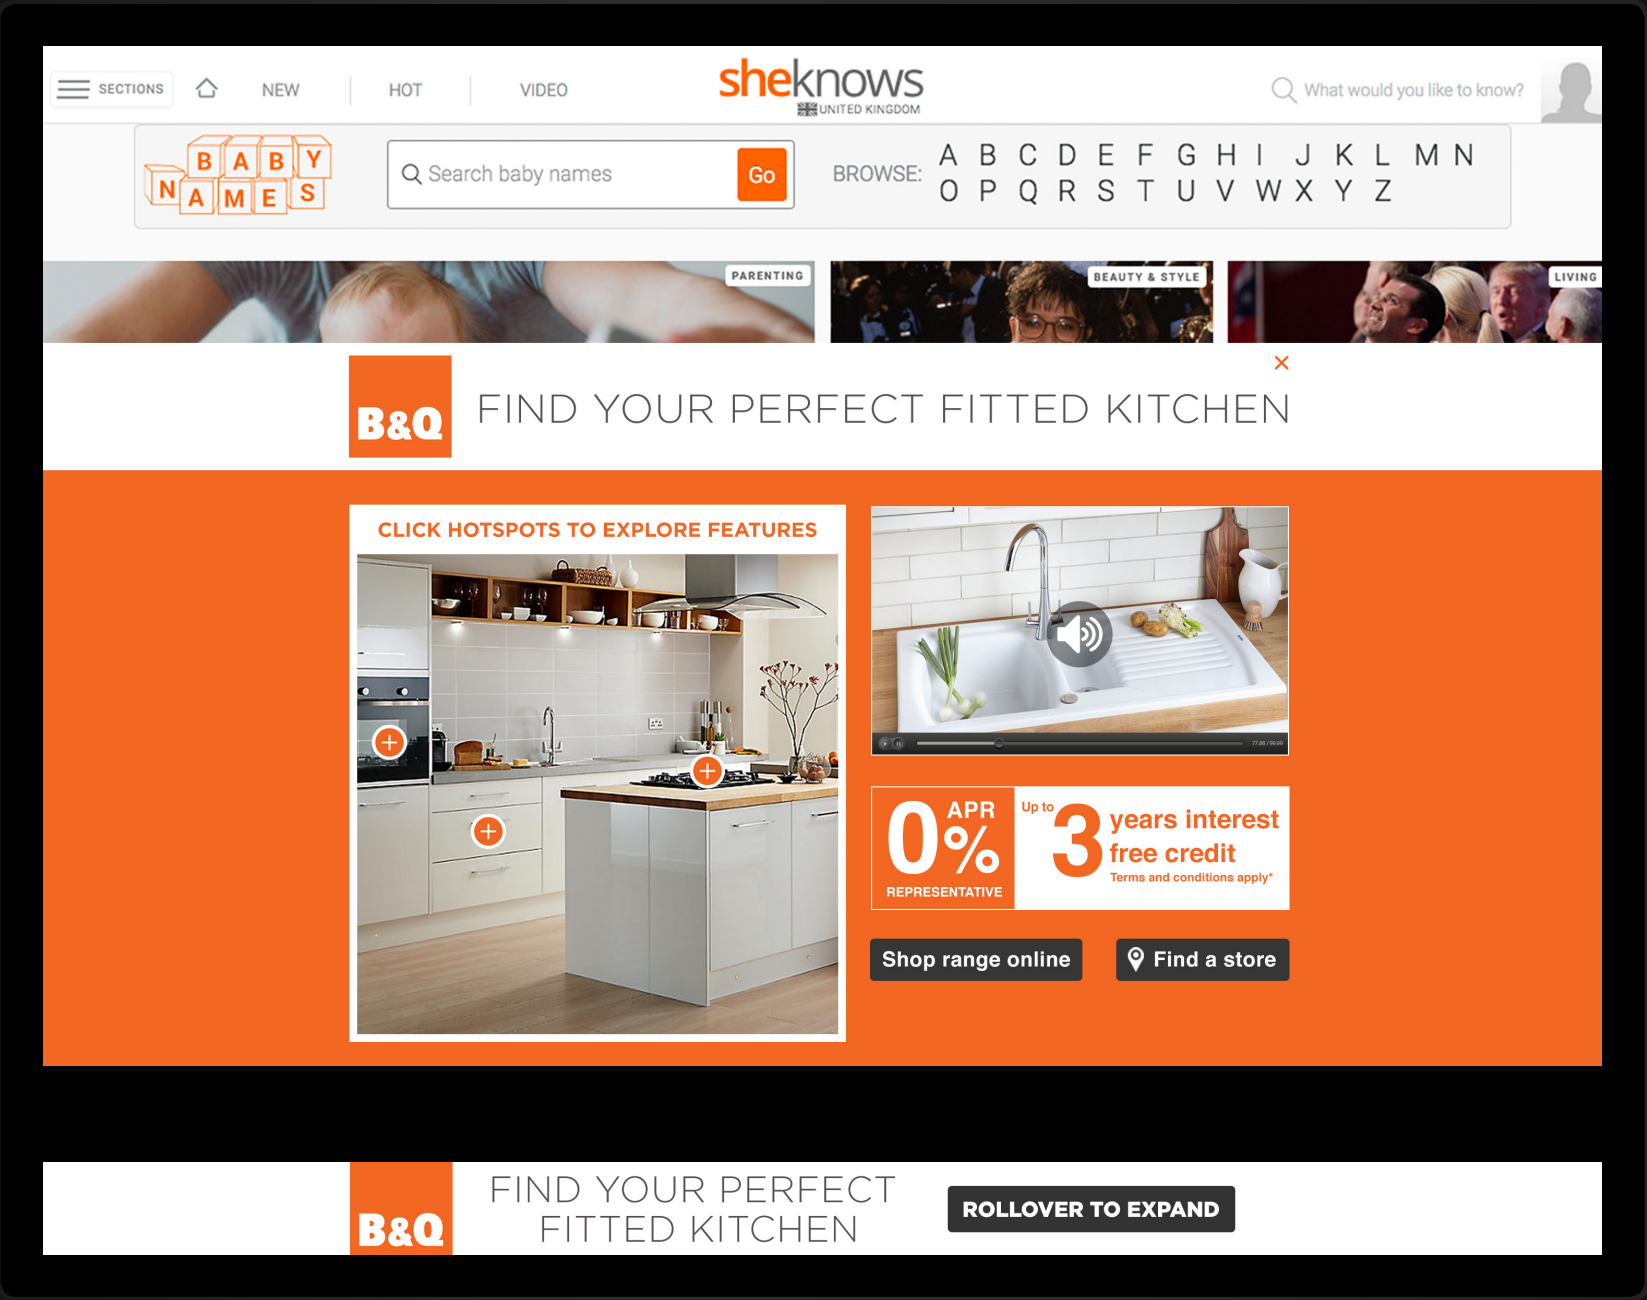 SECTIONS
NEW
HOT
VIDEO
sheknows
UNITED KINGDOM
What would you like to know?
BABY
NAMES
Search baby names
Go
BROWSE:
A B C D E F G H I J K L M N
O P Q R S T U V W X Y Z
PARENTING
BEAUTY & STYLE
LIVING
B&Q
FIND YOUR PERFECT FITTED KITCHEN
CLICK HOTSPOTS TO EXPLORE FEATURES
0% APR
REPRESENTATIVE
Up to 3 years interest
free credit
Terms and conditions apply*
Shop range online
Find a store
B&Q
FIND YOUR PERFECT
FITTED KITCHEN
ROLLOVER TO EXPAND